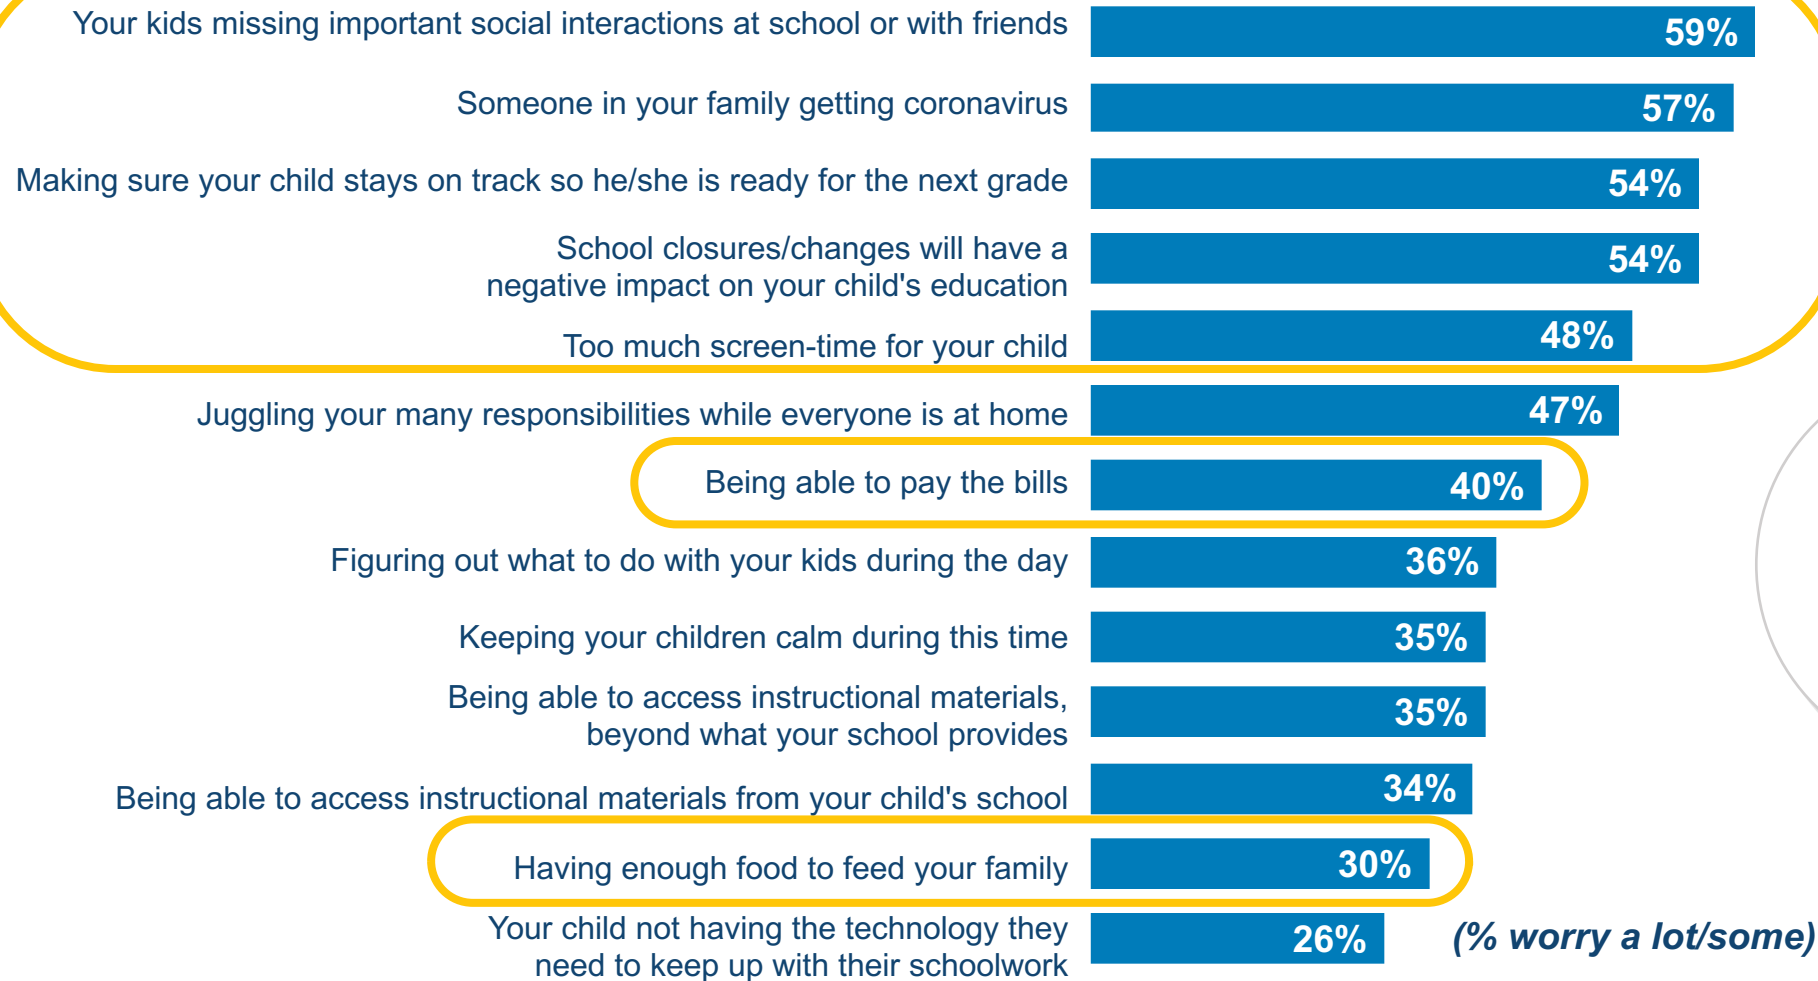 Your kids missing important social interactions at school or with friends 59%
Someone in your family getting coronavirus 57%
Making sure your child stays on track so he/she is ready for the next grade 54%
School closures/changes will have a
negative impact on your child's education 54%
Too much screen-time for your child 48%
Juggling your many responsibilities while everyone is at home 47%
Being able to pay the bills 40%
Figuring out what to do with your kids during the day 36%
Keeping your children calm during this time 35%
Being able to access instructional materials,
beyond what your school provides 35%
Being able to access instructional materials from your child's school 34%
Having enough food to feed your family 30%
Your child not having the technology they
need to keep up with their schoolwork 26% (% worry a lot/some)